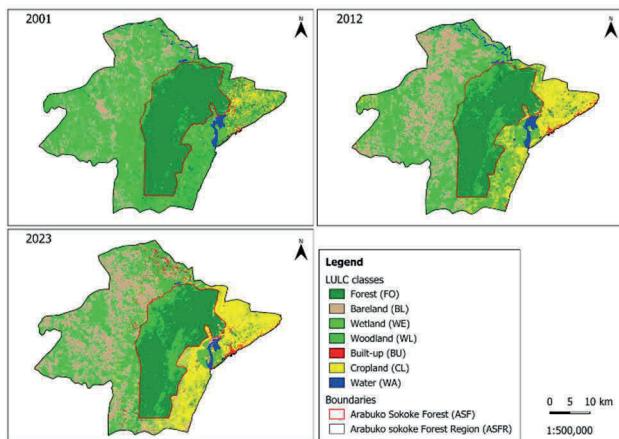 2001
N
2012
N
2023
N
Legend
LULC classes
Forest (FO)
Bareland (BL)
Wetland (WE)
Woodland (WL)
Built-up (BU)
Cropland (CL)
Water (WA)
Boundaries
Arabuko Sokoke Forest (ASF)
Arabuko sokoke Forest Region (ASFR)
0 5 10 km
1:500,000